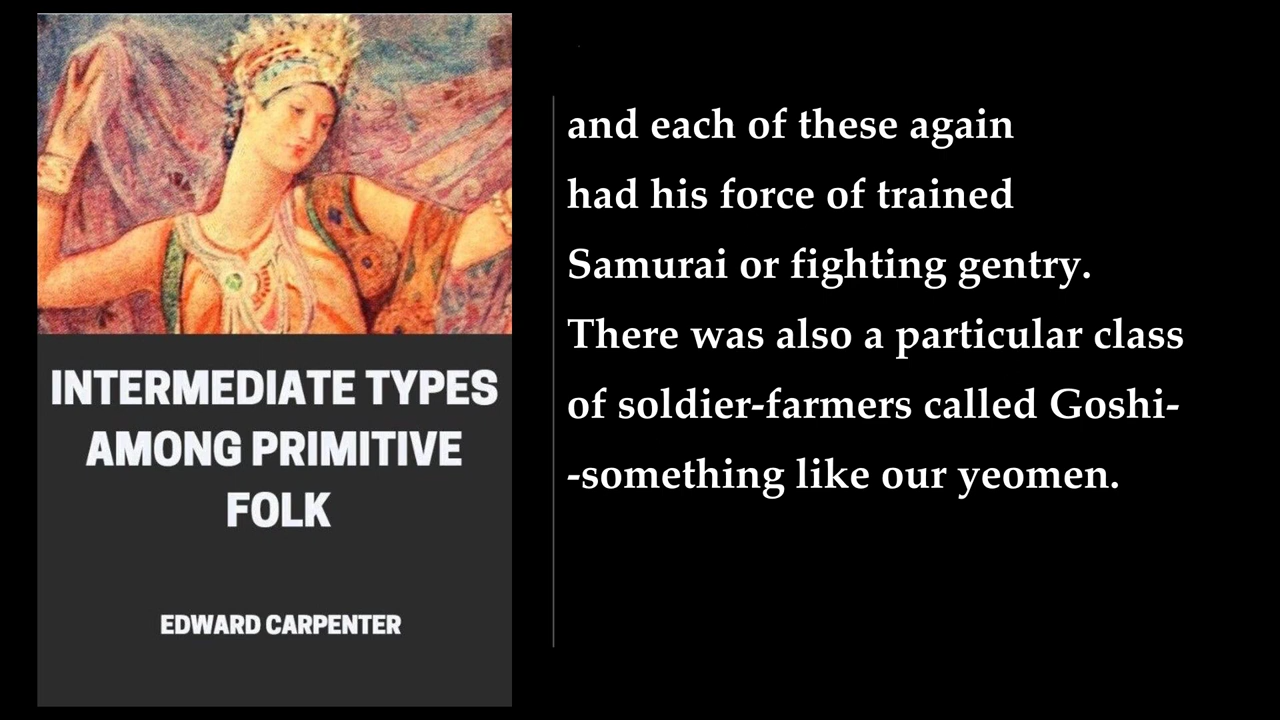 INTERMEDIATE TYPES
AMONG PRIMITIVE
FOLK
EDWARD CARPENTER
and each of these again
had his force of trained
Samurai or fighting gentry.
There was also a particular class
of soldier-farmers called Goshi-
-something like our yeomen.